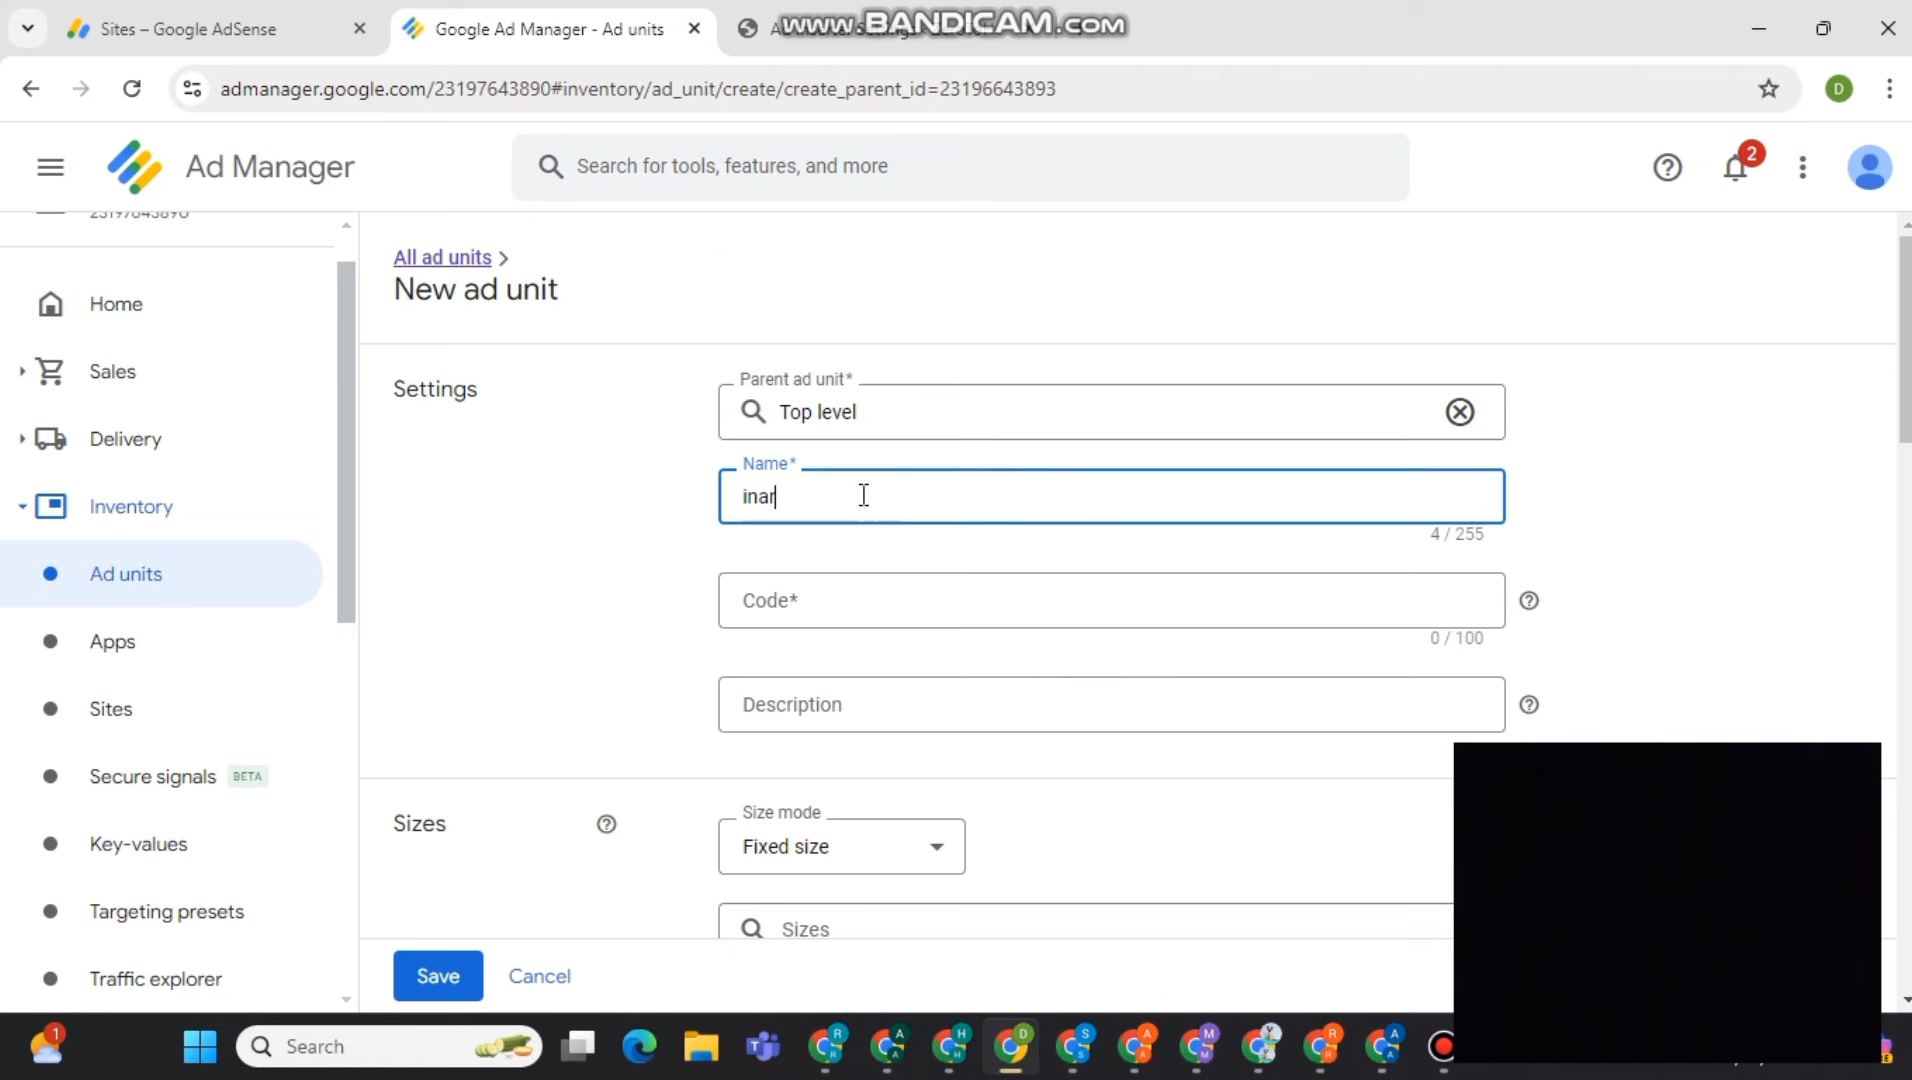 Sites – Google AdSense
Google Ad Manager - Ad units
www.BANDICAM.com
admanager.google.com/23197643890#inventory/ad_unit/create/create_parent_id=23196643893
D
Ad Manager
Search for tools, features, and more
2
23197643890
Home
Sales
Delivery
Inventory
Ad units
Apps
Sites
Secure signals BETA
Key-values
Targeting presets
Traffic explorer
All ad units
New ad unit
Settings
Parent ad unit*
Top level
Name*
inar
4 / 255
Code*
0 / 100
Description
Sizes
Size mode
Fixed size
Sizes
Save Cancel
1
Search
R A H D S A M R A